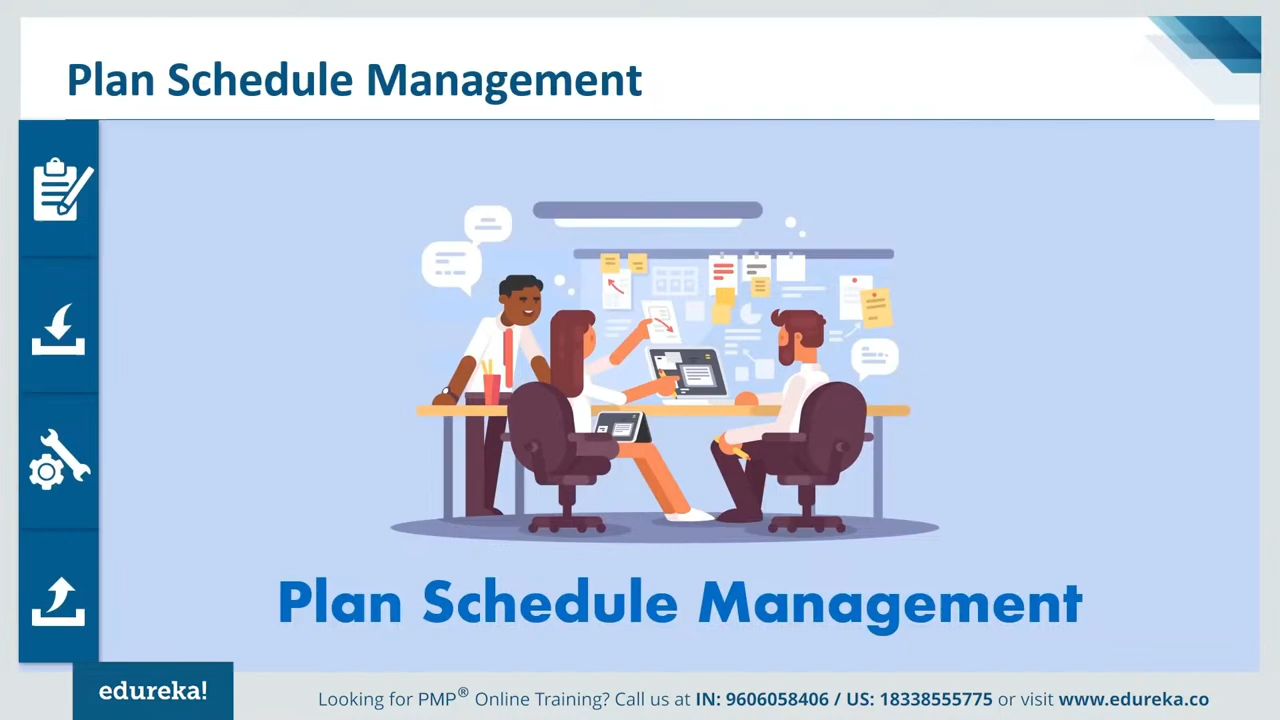 Plan Schedule Management
Plan Schedule Management
edureka!
Looking for PMP® Online Training? Call us at IN: 9606058406 / US: 18338555775 or visit www.edureka.co